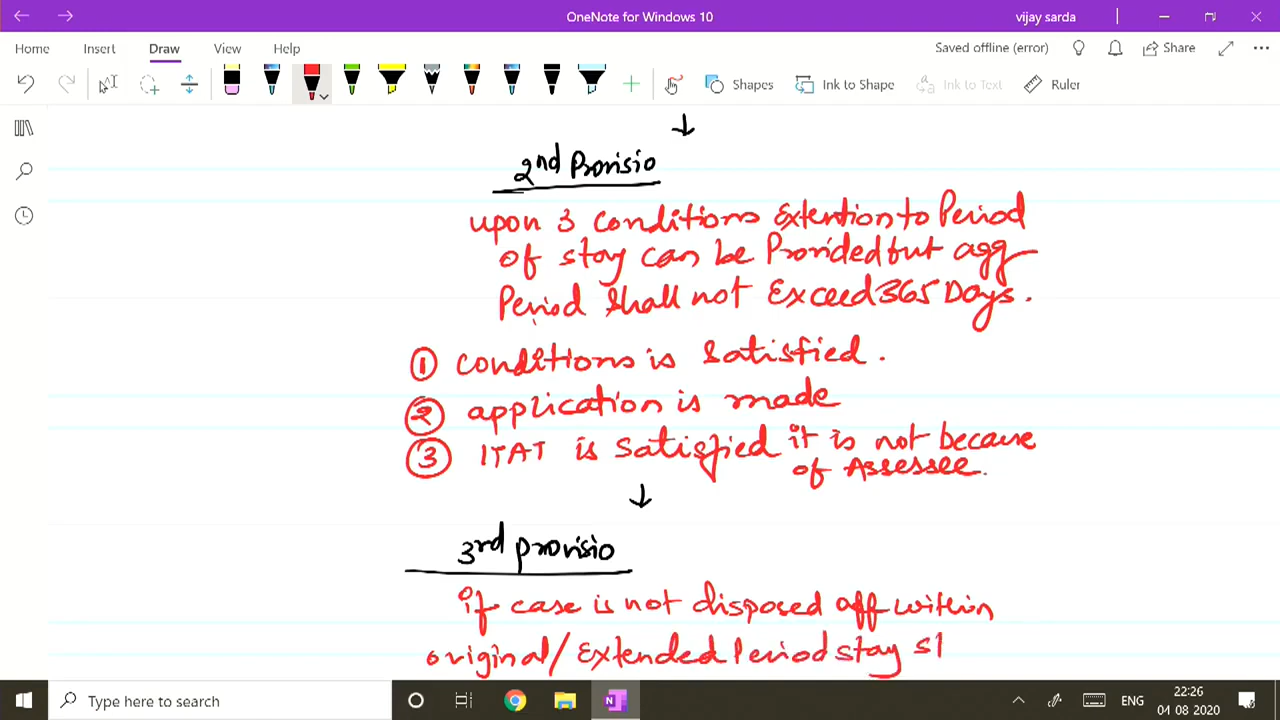 OneNote for Windows 10
vijay sarda
Home Insert Draw View Help
Saved offline (error)
Share
Shapes
Ink to Shape
Ink to Text
Ruler
2nd Provisio
upon 3 conditions Extention to Period
of stay can be Provided but agg
Period shall not Exceed 365 Days.
① conditions is satisfied.
② application is made
③ ITAT is satisfied it is not because
of Assessee.
3rd provisio
if case is not disposed off within
original/Extended Period stay
Type here to search
ENG
22:26
04-08-2020